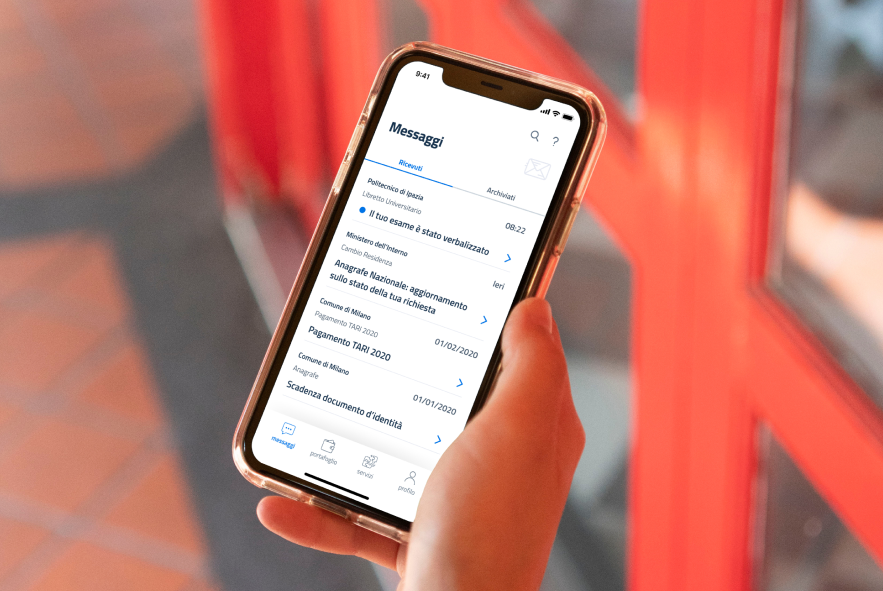 9:41
Messaggi
Ricevuti
Archiviati
Politecnico di Ipazia
Libretto Universitario
08:22
Il tuo esame è stato verbalizzato
Ministero dell'Interno
Cambio Residenza
Ieri
Anagrafe Nazionale: aggiornamento
sullo stato della tua richiesta
Comune di Milano
Pagamento TARI 2020
01/02/2020
Pagamento TARI 2020
Comune di Milano
Anagrafe
01/01/2020
Scadenza documento d'identità
messaggi
portafoglio
servizi
profilo